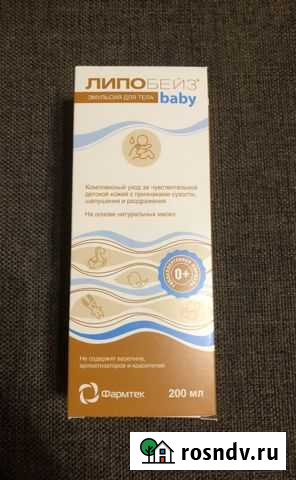 ЛИПОБЕЙЗ®
ЭМУЛЬСИЯ ДЛЯ ТЕЛА
baby
Комплексный уход за чувствительной
детской кожей с признаками сухости,
шелушения и раздражения
На основе натуральных масел
0+
Не содержит вазелина,
ароматизаторов и красителей
Фармтек
200 мл
rosndv.ru